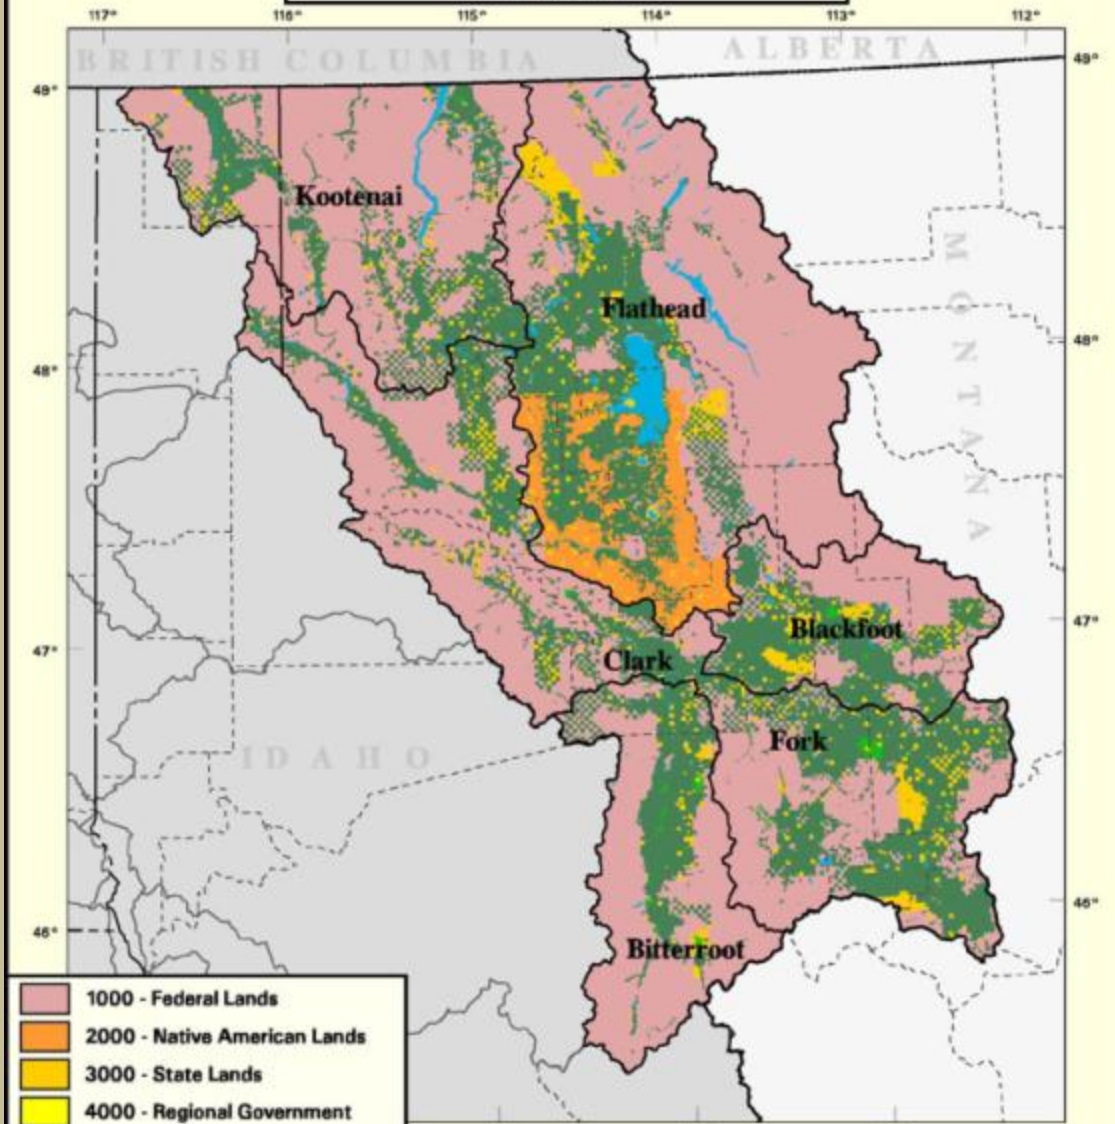 117° 116° 115° 114° 113° 112°
BRITISH COLUMBIA
ALBERTA
49°
49°
Kootenai
MONTANA
Flathead
48°
48°
47°
47°
Blackfoot
Clark
Fork
IDAHO
46°
46°
Bitterroot
1000 - Federal Lands
2000 - Native American Lands
3000 - State Lands
4000 - Regional Government